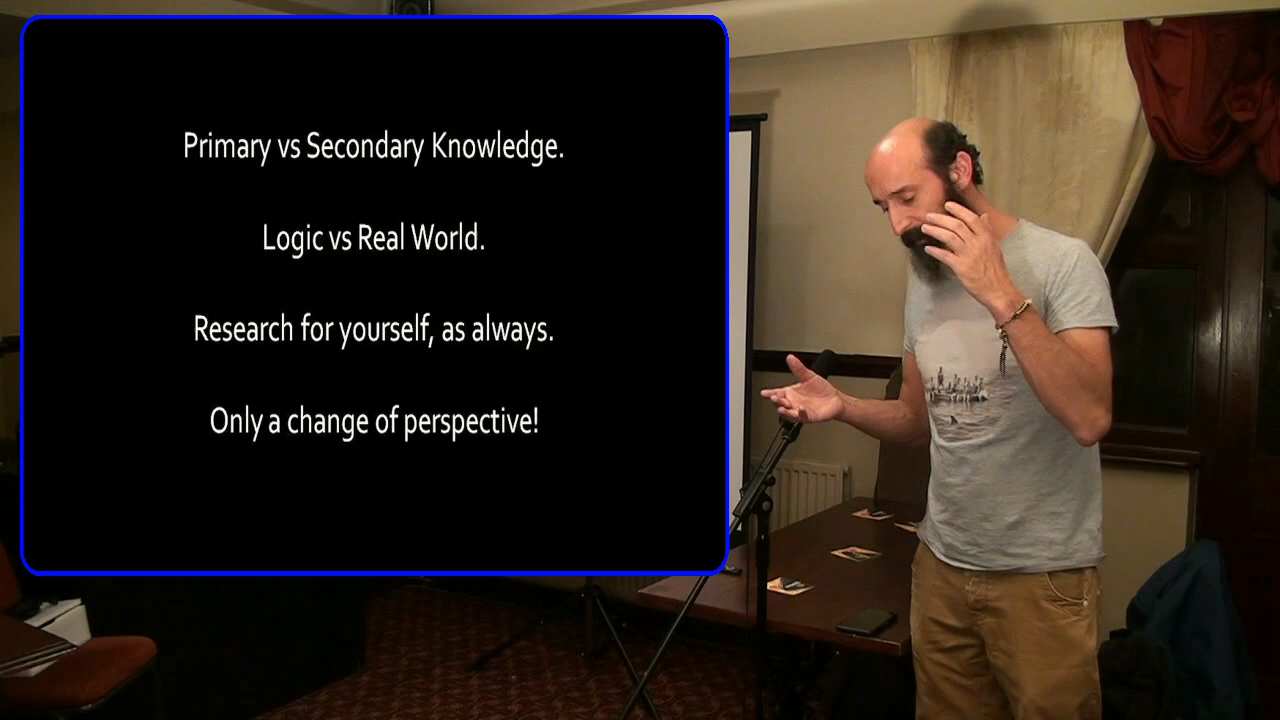 Primary vs Secondary Knowledge.
Logic vs Real World.
Research for yourself, as always.
Only a change of perspective!